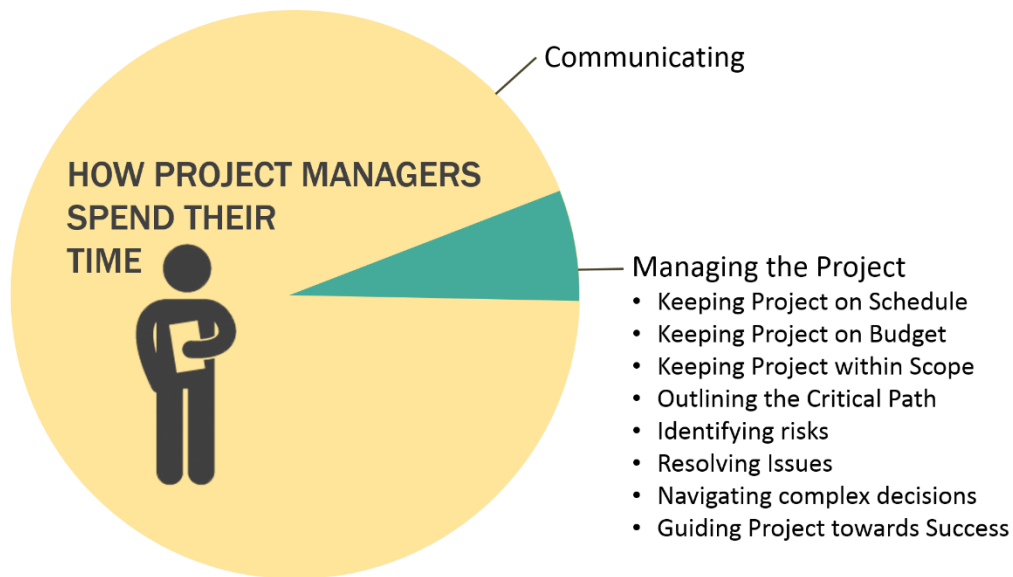 Communicating
HOW PROJECT MANAGERS
SPEND THEIR
TIME
Managing the Project
• Keeping Project on Schedule
• Keeping Project on Budget
• Keeping Project within Scope
• Outlining the Critical Path
• Identifying risks
• Resolving Issues
• Navigating complex decisions
• Guiding Project towards Success